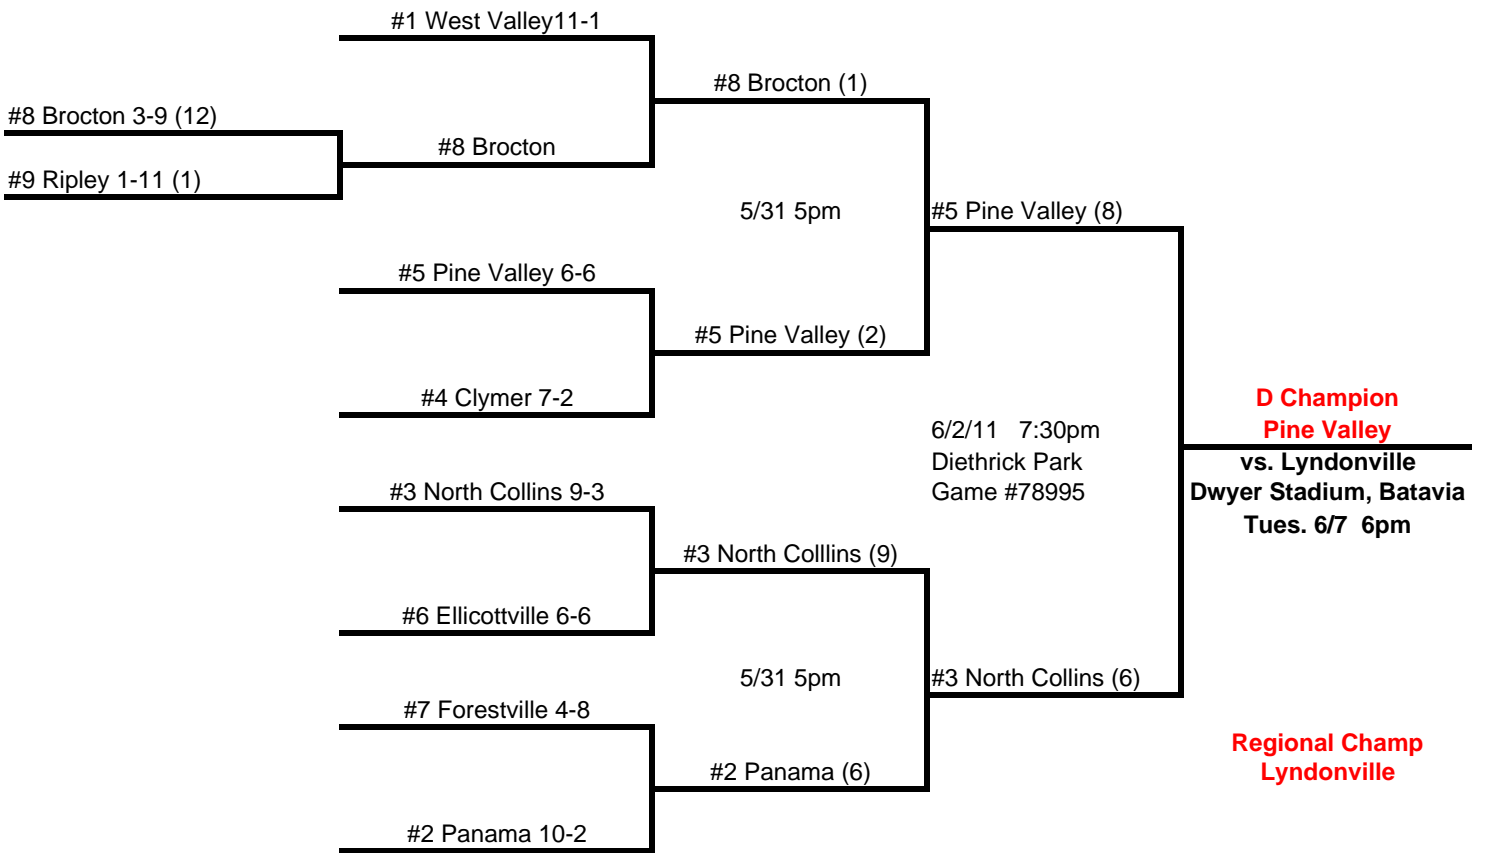 #1 West Valley11-1
#8 Brocton (1)
#8 Brocton 3-9 (12)
#8 Brocton
#9 Ripley 1-11 (1)
5/31 5pm
#5 Pine Valley (8)
#5 Pine Valley 6-6
#5 Pine Valley (2)
#4 Clymer 7-2
D Champion
Pine Valley
vs. Lyndonville
Dwyer Stadium, Batavia
Tues. 6/7  6pm
6/2/11   7:30pm
Diethrick Park
Game #78995
#3 North Collins 9-3
#3 North Colllins (9)
#6 Ellicottville 6-6
5/31 5pm
#3 North Collins (6)
#7 Forestville 4-8
#2 Panama (6)
#2 Panama 10-2
Regional Champ
Lyndonville